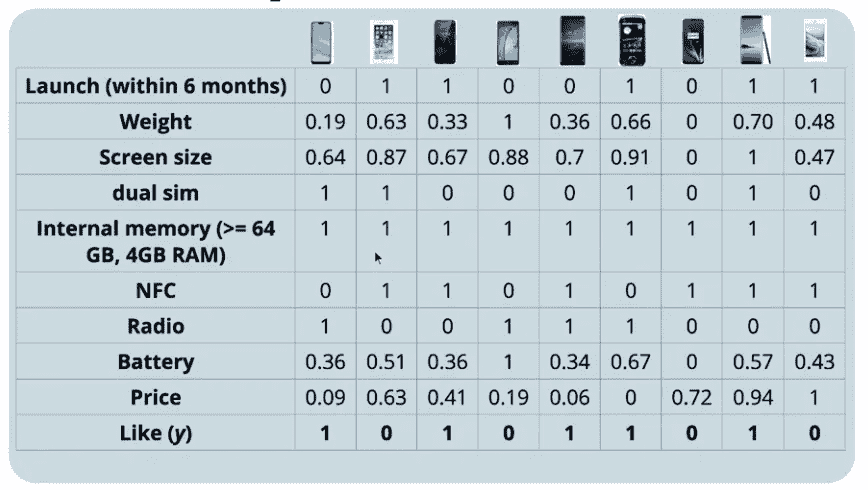 Launch (within 6 months) 0 1 1 0 0 1 0 1 1
Weight 0.19 0.63 0.33 1 0.36 0.66 0 0.70 0.48
Screen size 0.64 0.87 0.67 0.88 0.7 0.91 0 1 0.47
dual sim 1 1 0 0 0 1 0 1 0
Internal memory (>= 64 1 1 1 1 1 1 1 1 1
GB, 4GB RAM)
NFC 0 1 1 0 1 0 1 1 1
Radio 1 0 0 1 1 1 0 0 0
Battery 0.36 0.51 0.36 1 0.34 0.67 0 0.57 0.43
Price 0.09 0.63 0.41 0.19 0.06 0 0.72 0.94 1
Like (y) 1 0 1 0 1 1 0 1 0